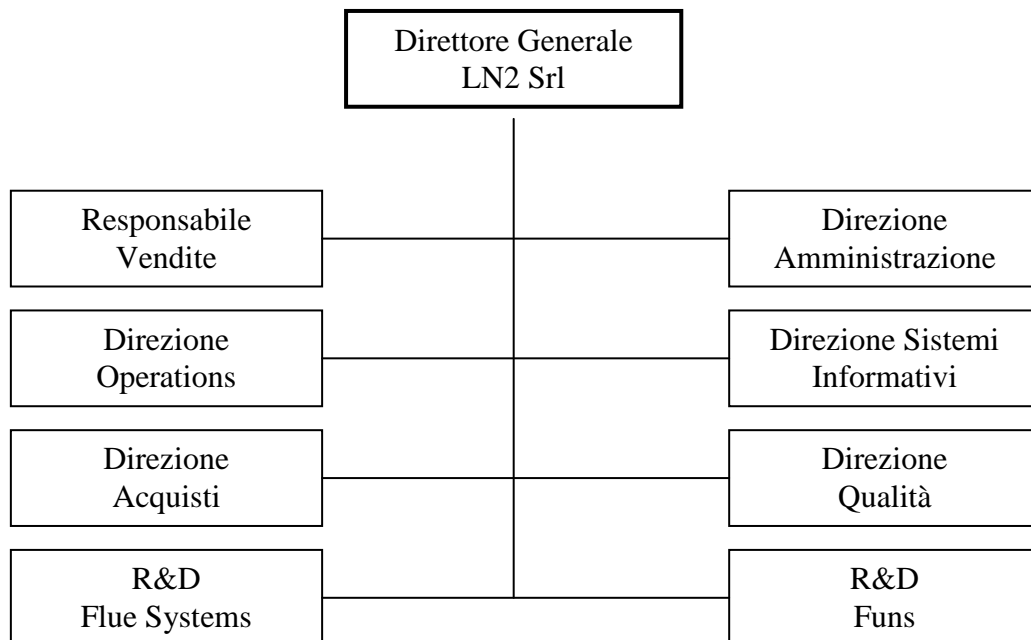 Direttore Generale
LN2 Srl
Responsabile
Vendite
Direzione
Amministrazione
Direzione
Operations
Direzione Sistemi
Informativi
Direzione
Acquisti
Direzione
Qualità
R&D
Flue Systems
R&D
Funs